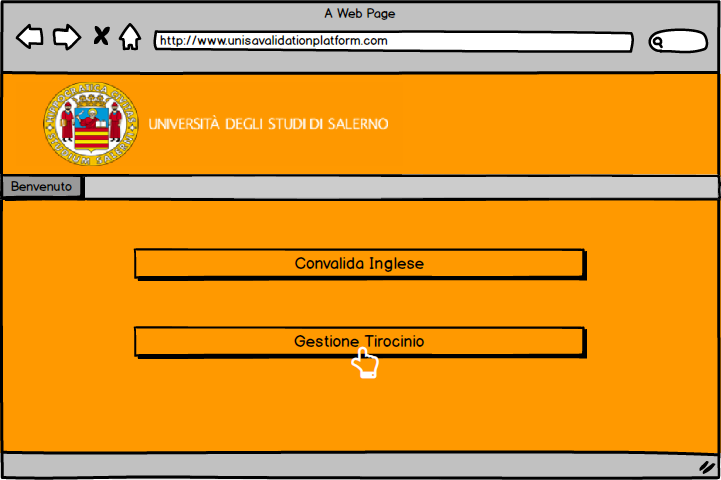 A Web Page
http://www.unisavalidationplatform.com
UNIVERSITÀ DEGLI STUDI DI SALERNO
Benvenuto
Convalida Inglese
Gestione Tirocinio